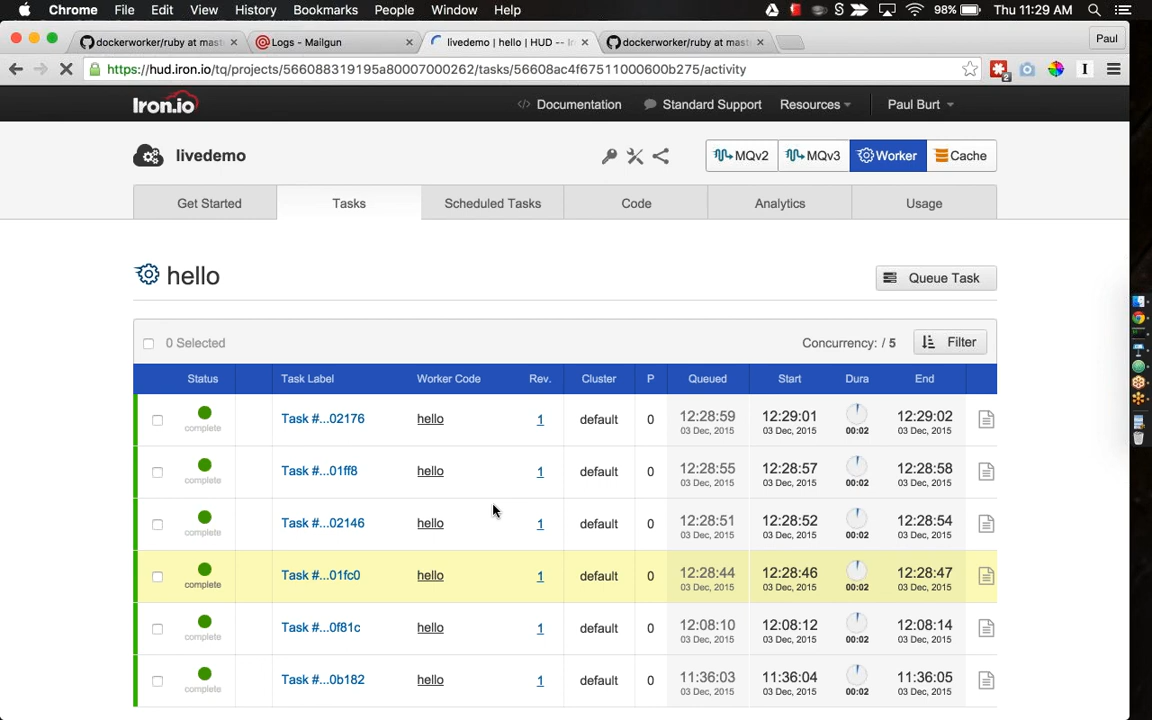 Chrome File Edit View History Bookmarks People Window Help 98% Thu 11:29 AM
dockerworker/ruby at mast Logs - Mailgun livedemo | hello | HUD -- Ir dockerworker/ruby at mast Paul
https://hud.iron.io/tq/projects/566088319195a80007000262/tasks/56608ac4f67511000600b275/activity
Iron.io Documentation Standard Support Resources Paul Burt
livedemo MQv2 MQv3 Worker Cache
Get Started Tasks Scheduled Tasks Code Analytics Usage
hello Queue Task
0 Selected Concurrency: / 5 Filter
Status Task Label Worker Code Rev. Cluster P Queued Start Dura End
complete Task #...02176 hello 1 default 0 12:28:59 12:29:01 00:02 12:29:02
03 Dec, 2015 03 Dec, 2015 03 Dec, 2015
complete Task #...01ff8 hello 1 default 0 12:28:55 12:28:57 00:02 12:28:58
03 Dec, 2015 03 Dec, 2015 03 Dec, 2015
complete Task #...02146 hello 1 default 0 12:28:51 12:28:52 00:02 12:28:54
03 Dec, 2015 03 Dec, 2015 03 Dec, 2015
complete Task #...01fc0 hello 1 default 0 12:28:44 12:28:46 00:02 12:28:47
03 Dec, 2015 03 Dec, 2015 03 Dec, 2015
complete Task #...0f81c hello 1 default 0 12:08:10 12:08:12 00:02 12:08:14
03 Dec, 2015 03 Dec, 2015 03 Dec, 2015
complete Task #...0b182 hello 1 default 0 11:36:03 11:36:04 00:02 11:36:05
03 Dec, 2015 03 Dec, 2015 03 Dec, 2015